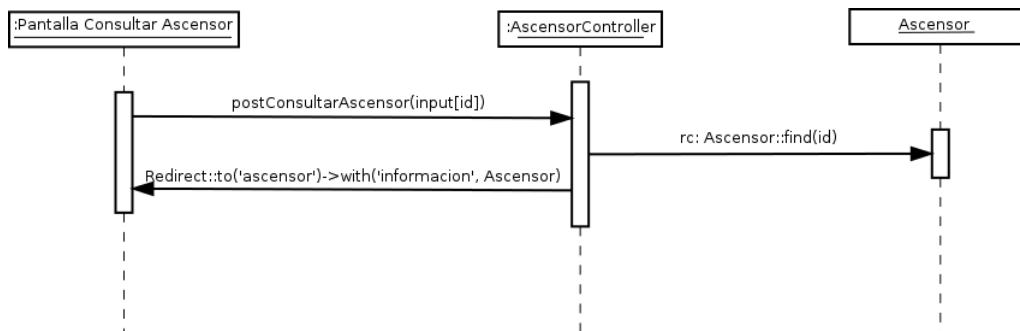 :Pantalla Consultar Ascensor
:AscensorController
Ascensor
postConsultarAscensor(input[id])
rc: Ascensor::find(id)
Redirect::to('ascensor')->with('informacion', Ascensor)